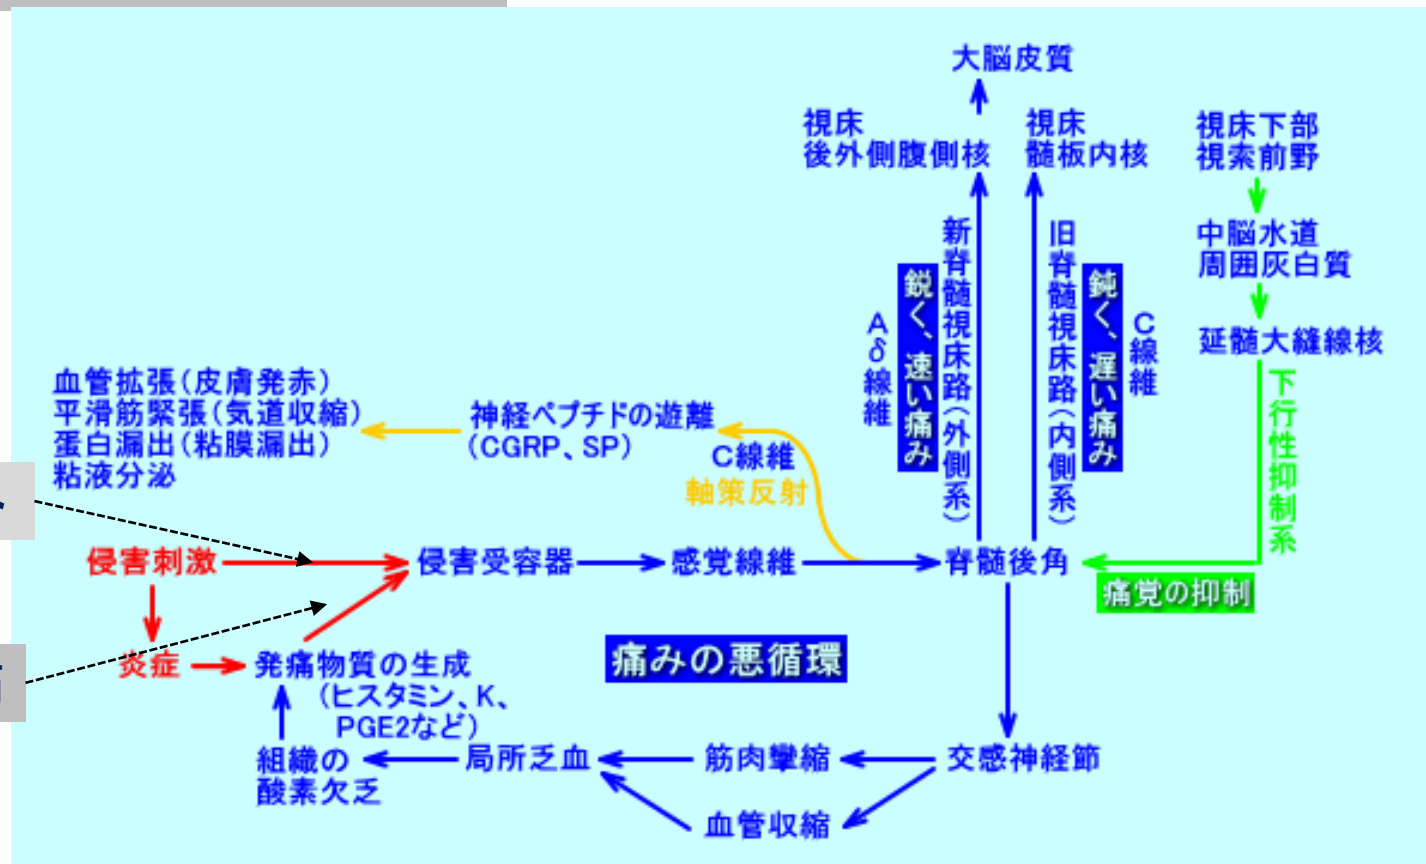 大脳皮質
視床
後外側腹側核
視床
髄板内核
視床下部
視索前野
中脳水道
周囲灰白質
延髄大縫線核
新脊髄視床路(外側系)
旧脊髄視床路(内側系)
鋭く、速い痛み
鈍く、遅い痛み
Aδ線維
C線維
下行性抑制系
血管拡張(皮膚発赤)
平滑筋緊張(気道収縮)
蛋白漏出(粘膜漏出)
粘液分泌
神経ペプチドの遊離
(CGRP、SP)
C線維
軸策反射
侵害刺激
侵害受容器
感覚線維
脊髄後角
痛覚の抑制
炎症
発痛物質の生成
(ヒスタミン、K、
PGE2など)
痛みの悪循環
組織の
酸素欠乏
局所乏血
筋肉攣縮
交感神経節
血管収縮